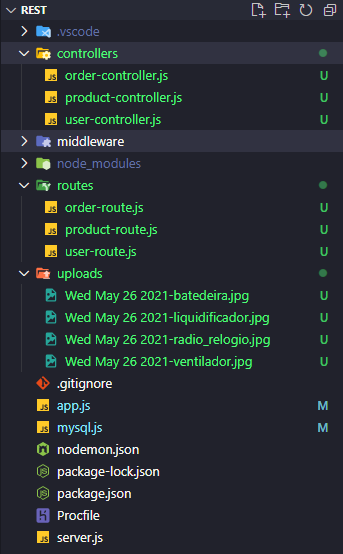 REST
.vscode
controllers
order-controller.js U
product-controller.js U
user-controller.js U
middleware
node_modules
routes
order-route.js U
product-route.js U
user-route.js U
uploads
Wed May 26 2021-batedeira.jpg U
Wed May 26 2021-liquidificador.jpg U
Wed May 26 2021-radio_relogio.jpg U
Wed May 26 2021-ventilador.jpg U
.gitignore
app.js M
mysql.js M
nodemon.json
package-lock.json
package.json
Procfile
server.js